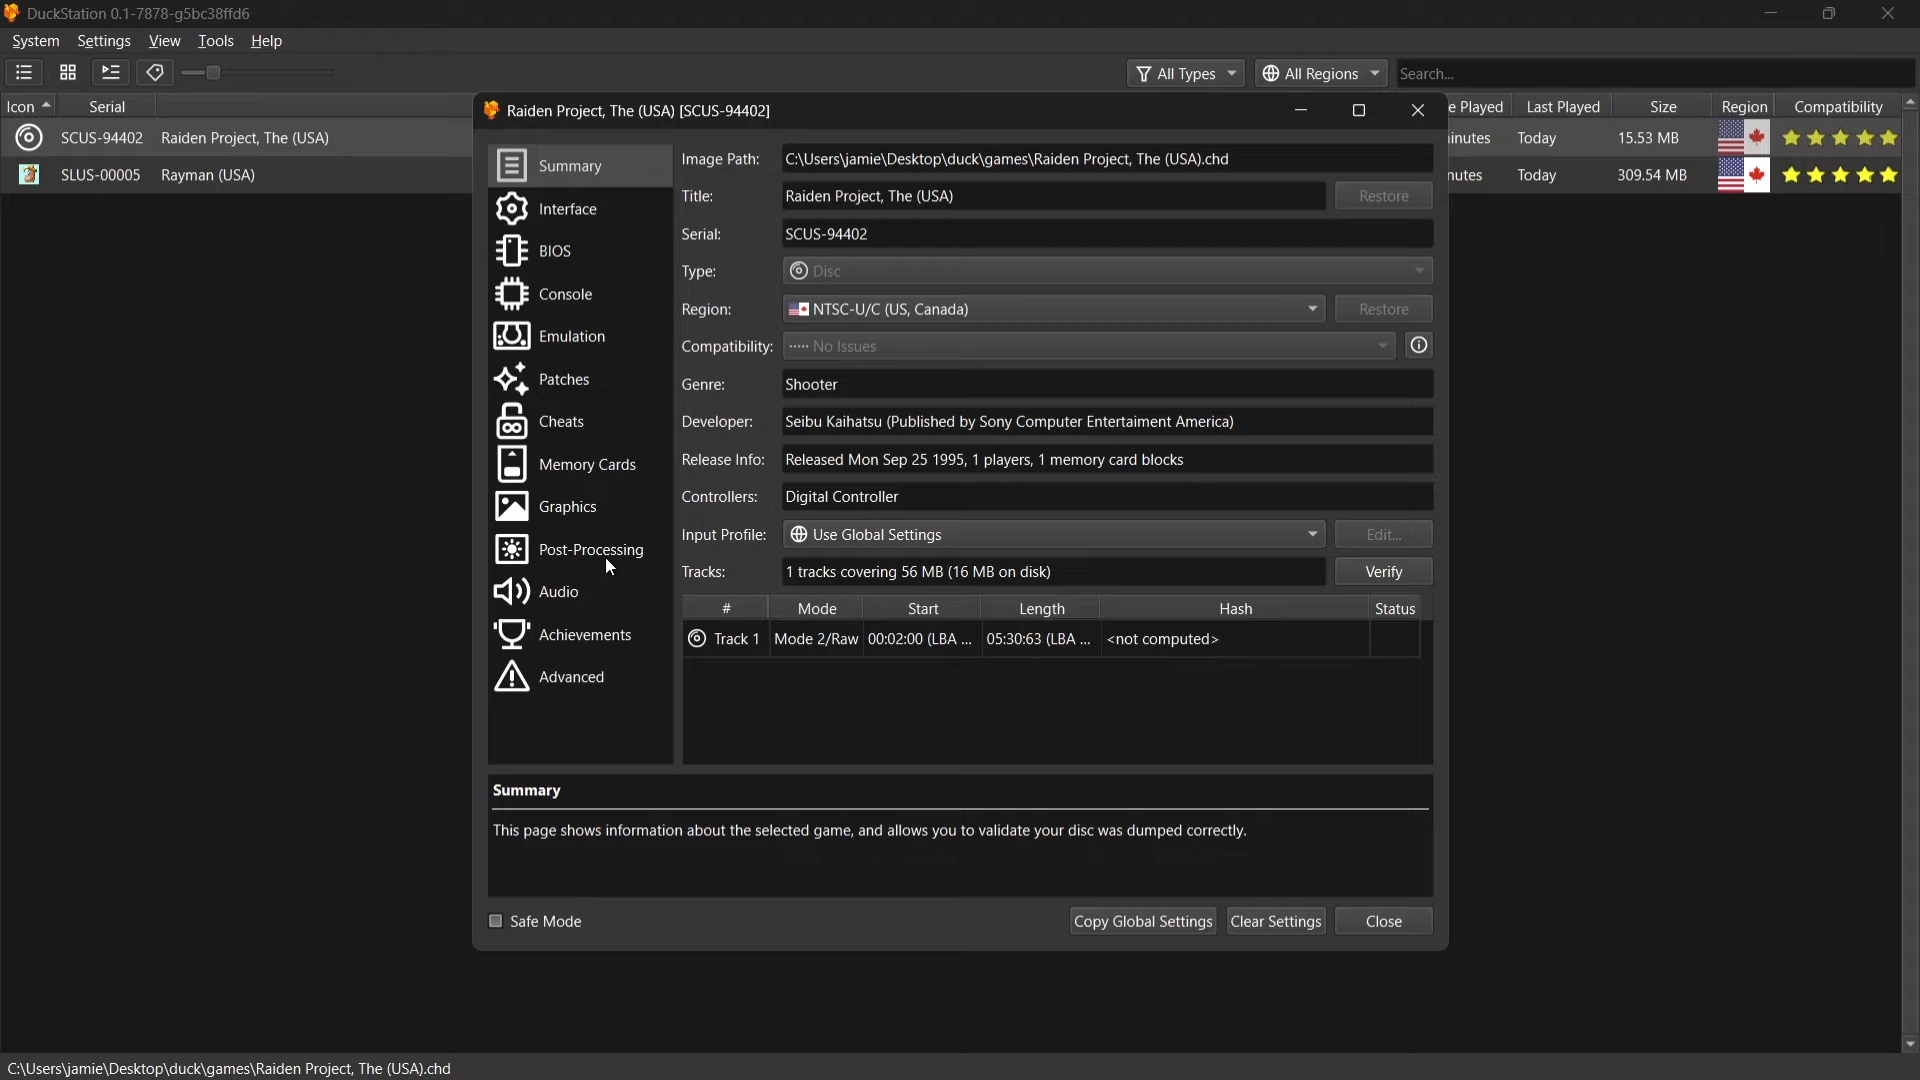 DuckStation 0.1-7878-g5bc38ffd6
System Settings View Tools Help
All Types All Regions Search...
Icon Serial
e Played Last Played Size Region Compatibility
SCUS-94402 Raiden Project, The (USA)
inutes Today 15.53 MB
SLUS-00005 Rayman (USA)
nutes Today 309.54 MB
Raiden Project, The (USA) [SCUS-94402]
Summary
Interface
BIOS
Console
Emulation
Patches
Cheats
Memory Cards
Graphics
Post-Processing
Audio
Achievements
Advanced
Image Path: C:\Users\jamie\Desktop\duck\games\Raiden Project, The (USA).chd
Title: Raiden Project, The (USA) Restore
Serial: SCUS-94402
Type: Disc
Region: NTSC-U/C (US, Canada) Restore
Compatibility: No Issues
Genre: Shooter
Developer: Seibu Kaihatsu (Published by Sony Computer Entertaiment America)
Release Info: Released Mon Sep 25 1995, 1 players, 1 memory card blocks
Controllers: Digital Controller
Input Profile: Use Global Settings Edit...
Tracks: 1 tracks covering 56 MB (16 MB on disk) Verify
# Mode Start Length Hash Status
Track 1 Mode 2/Raw 00:02:00 (LBA ... 05:30:63 (LBA ... <not computed>
Summary
This page shows information about the selected game, and allows you to validate your disc was dumped correctly.
Safe Mode Copy Global Settings Clear Settings Close
C:\Users\jamie\Desktop\duck\games\Raiden Project, The (USA).chd